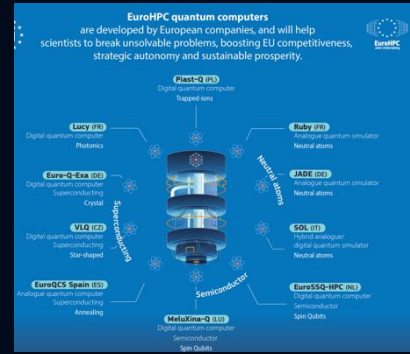 EuroHPC quantum computers
are developed by European companies, and will help
scientists to break unsolvable problems, boosting EU competitiveness,
strategic autonomy and sustainable prosperity.
EuroHPC
Piast-Q (PL)
Digital quantum computer
Trapped-ions
Lucy (FR)
Digital quantum computer
Photonics
Ruby (FR)
Analogue quantum simulator
Neutral atoms
Euro-Q-Exa (DE)
Digital quantum computer
Superconducting
Crystal
JADE (DE)
Analogue quantum simulator
Neutral atoms
VLQ (CZ)
Digital quantum computer
Superconducting
Star-shaped
SOL (IT)
Hybrid analogue/
digital quantum simulator
Neutral atoms
Superconducting
Neutral atoms
Semiconductor
EuroQCS Spain (ES)
Analogue quantum computer
Superconducting
Annealing
EuroSSQ-HPC (NL)
Digital quantum computer
Semiconductor
Spin Qubits
MeluXina-Q (LU)
Digital quantum computer
Semiconductor
Spin Qubits